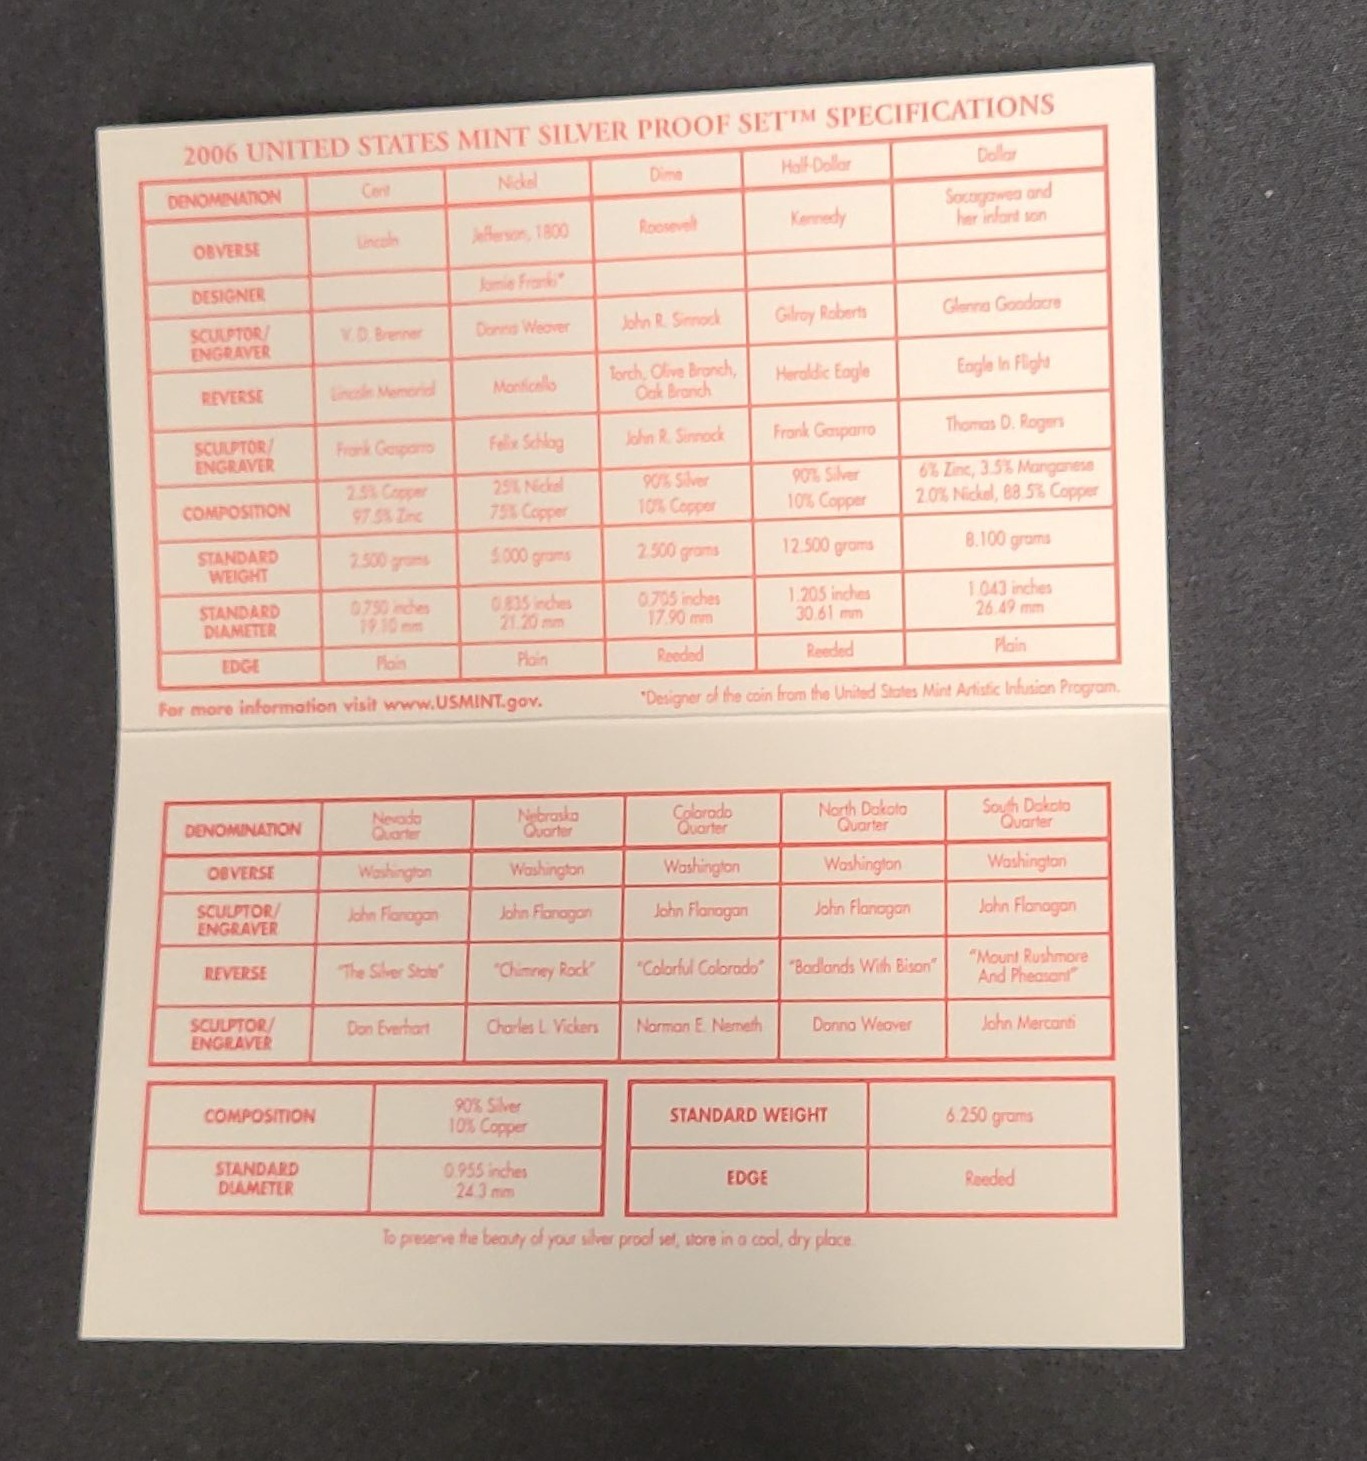 2006 UNITED STATES MINT SILVER PROOF SET™ SPECIFICATIONS
DENOMINATION Cent Nickel Dime Half-Dollar Dollar
OBVERSE Lincoln Jefferson, 1800 Roosevelt Kennedy Sacagawea and
her infant son
DESIGNER Jamie Franki*
SCULPTOR/
ENGRAVER V. D. Brenner Donna Weaver John R. Sinnock Gilroy Roberts Glenna Goodacre
REVERSE Lincoln Memorial Monticello Torch, Olive Branch, Heraldic Eagle Eagle In Flight
Oak Branch
SCULPTOR/
ENGRAVER Frank Gasparro Felix Schlag John R. Sinnock Frank Gasparro Thomas D. Rogers
COMPOSITION 2.5% Copper 25% Nickel 90% Silver 90% Silver 6% Zinc, 3.5% Manganese
97.5% Zinc 75% Copper 10% Copper 10% Copper 2.0% Nickel, 88.5% Copper
STANDARD
WEIGHT 2.500 grams 5.000 grams 2.500 grams 12.500 grams 8.100 grams
STANDARD 0.750 inches 0.835 inches 0.705 inches 1.205 inches 1.043 inches
DIAMETER 19.10 mm 21.20 mm 17.90 mm 30.61 mm 26.49 mm
EDGE Plain Plain Reeded Reeded Plain
For more information visit www.USMINT.gov. *Designer of the coin from the United States Mint Artistic Infusion Program.
DENOMINATION Nevada Nebraska Colorado North Dakota South Dakota
Quarter Quarter Quarter Quarter Quarter
OBVERSE Washington Washington Washington Washington Washington
SCULPTOR/
ENGRAVER John Flanagan John Flanagan John Flanagan John Flanagan John Flanagan
REVERSE "The Silver State" "Chimney Rock" "Colorful Colorado" "Badlands With Bison" "Mount Rushmore
And Pheasant"
SCULPTOR/
ENGRAVER Don Everhart Charles L. Vickers Norman E. Nemeth Donna Weaver John Mercanti
COMPOSITION 90% Silver
10% Copper
STANDARD 0.955 inches
DIAMETER 24.3 mm
STANDARD WEIGHT 6.250 grams
EDGE Reeded
To preserve the beauty of your silver proof set, store in a cool, dry place.